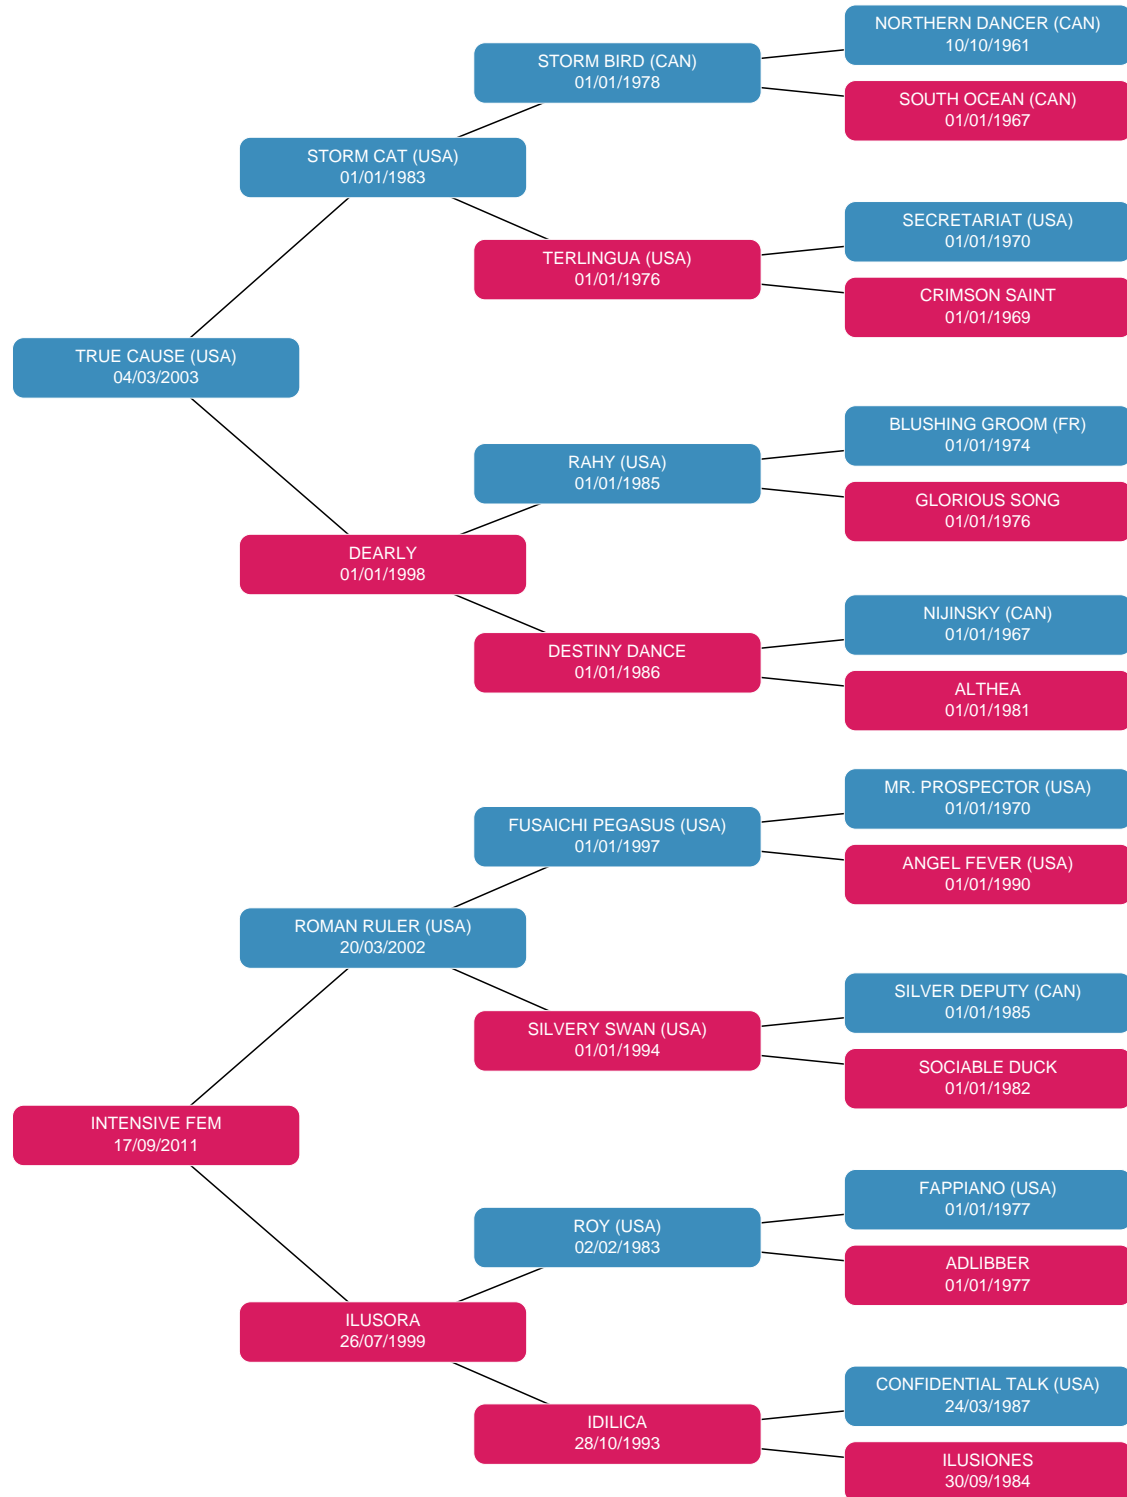 NORTHERN DANCER (CAN)
10/10/1961
STORM BIRD (CAN)
01/01/1978
SOUTH OCEAN (CAN)
01/01/1967
STORM CAT (USA)
01/01/1983
SECRETARIAT (USA)
01/01/1970
TERLINGUA (USA)
01/01/1976
CRIMSON SAINT
01/01/1969
TRUE CAUSE (USA)
04/03/2003
BLUSHING GROOM (FR)
01/01/1974
RAHY (USA)
01/01/1985
GLORIOUS SONG
01/01/1976
DEARLY
01/01/1998
NIJINSKY (CAN)
01/01/1967
DESTINY DANCE
01/01/1986
ALTHEA
01/01/1981
MR. PROSPECTOR (USA)
01/01/1970
FUSAICHI PEGASUS (USA)
01/01/1997
ANGEL FEVER (USA)
01/01/1990
ROMAN RULER (USA)
20/03/2002
SILVER DEPUTY (CAN)
01/01/1985
SILVERY SWAN (USA)
01/01/1994
SOCIABLE DUCK
01/01/1982
INTENSIVE FEM
17/09/2011
FAPPIANO (USA)
01/01/1977
ROY (USA)
02/02/1983
ADLIBBER
01/01/1977
ILUSORA
26/07/1999
CONFIDENTIAL TALK (USA)
24/03/1987
IDILICA
28/10/1993
ILUSIONES
30/09/1984